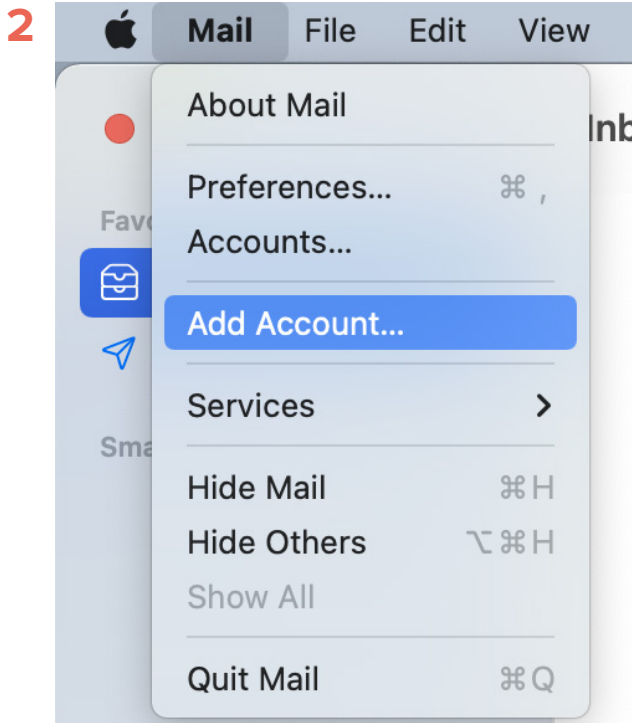 2
Mail File Edit View
About Mail
Inb
Preferences... ⌘ ,
Favo
Accounts...
Add Account...
Services
Sma
Hide Mail ⌘H
Hide Others ⌥⌘H
Show All
Quit Mail ⌘Q